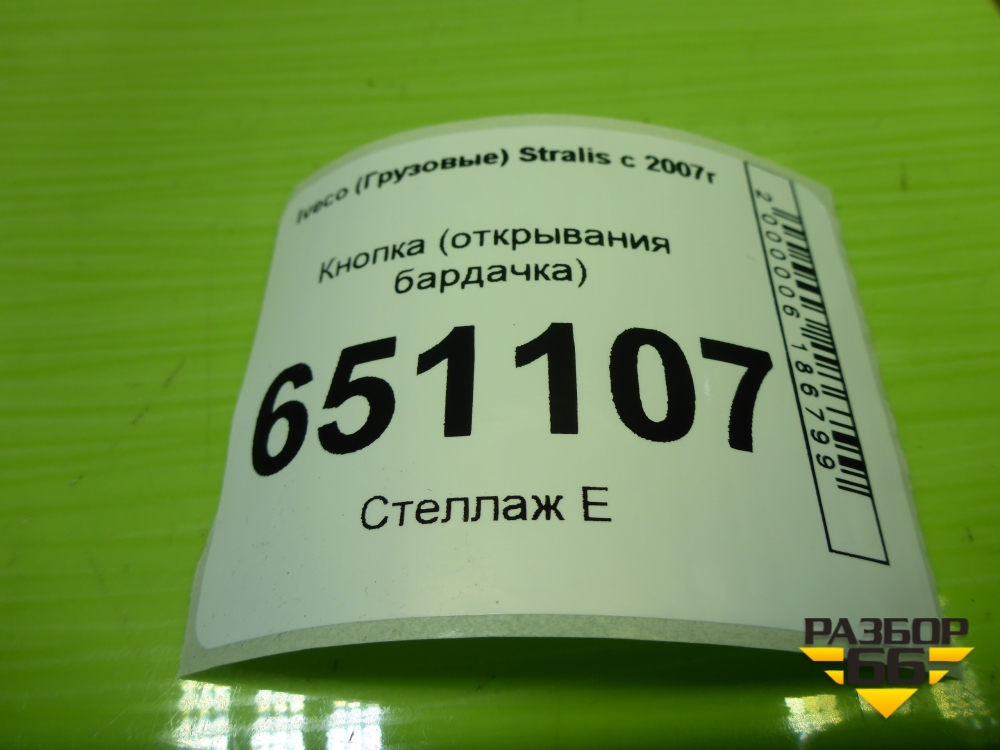 Iveco (Грузовые) Stralis с 2007г
Кнопка (открывания
бардачка)
651107
Стеллаж Е
2000006186799
РАЗБОР
66